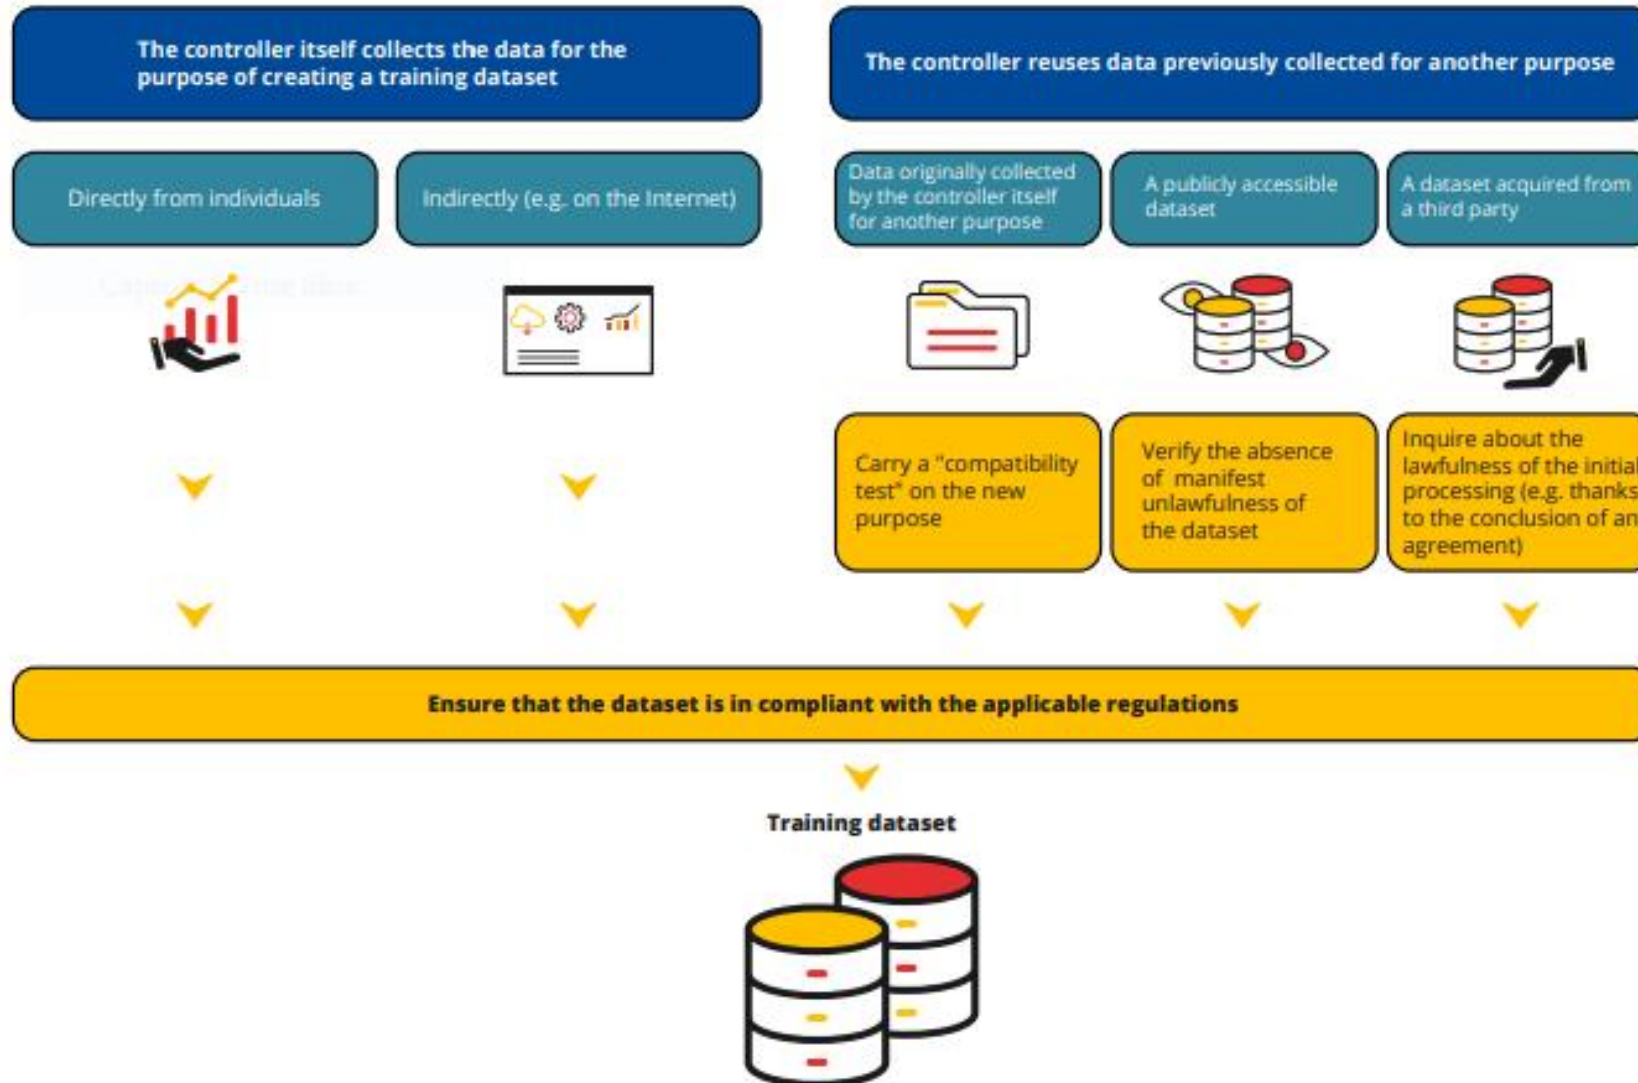 The controller itself collects the data for the
purpose of creating a training dataset
The controller reuses data previously collected for another purpose
Directly from individuals
Indirectly (e.g. on the Internet)
Data originally collected
by the controller itself
for another purpose
A publicly accessible
dataset
A dataset acquired from
a third party
Carry a "compatibility
test" on the new
purpose
Verify the absence
of manifest
unlawfulness of
the dataset
Inquire about the
lawfulness of the initial
processing (e.g. thanks
to the conclusion of an
agreement)
Ensure that the dataset is in compliant with the applicable regulations
Training dataset